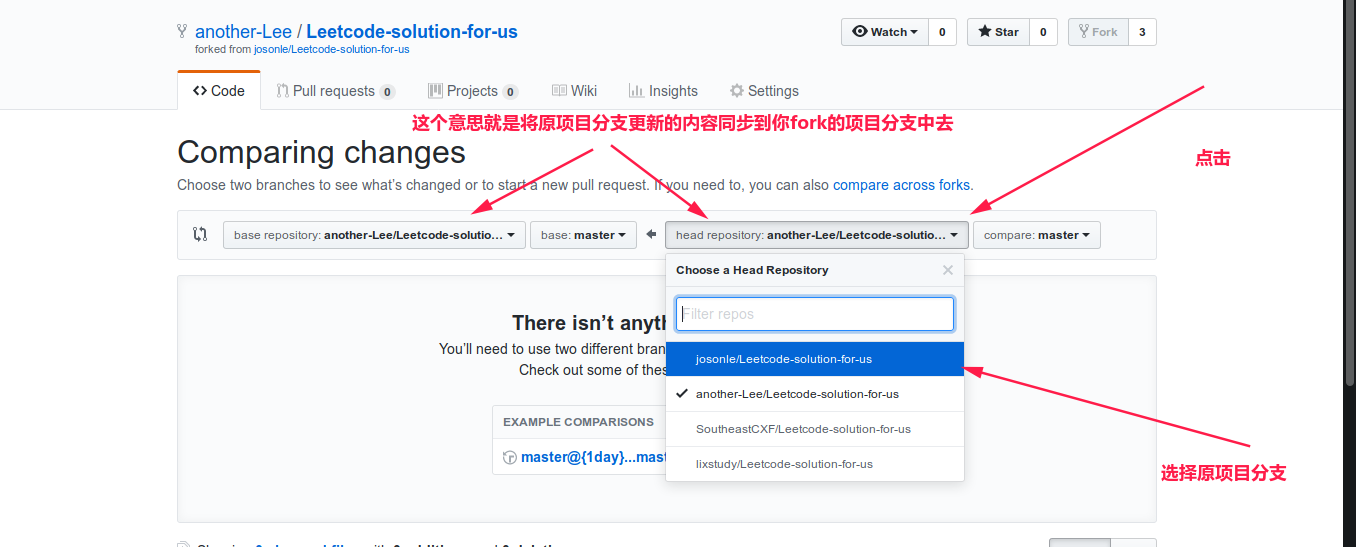 another-Lee / Leetcode-solution-for-us
forked from josonle/Leetcode-solution-for-us
Watch 0 Star 0 Fork 3
Code Pull requests 0 Projects 0 Wiki Insights Settings
这个意思就是将原项目分支更新的内容同步到你fork的项目分支中去
点击
Comparing changes
Choose two branches to see what’s changed or to start a new pull request. If you need to, you can also compare across forks.
base repository: another-Lee/Leetcode-solutio… base: master head repository: another-Lee/Leetcode-solutio… compare: master
Choose a Head Repository
Filter repos
There isn’t
You’ll need to use two different
Check out some of
josonle/Leetcode-solution-for-us
another-Lee/Leetcode-solution-for-us
EXAMPLE COMPARISONS
SoutheastCXF/Leetcode-solution-for-us
master@{1day}...mast
lixstudy/Leetcode-solution-for-us
选择原项目分支